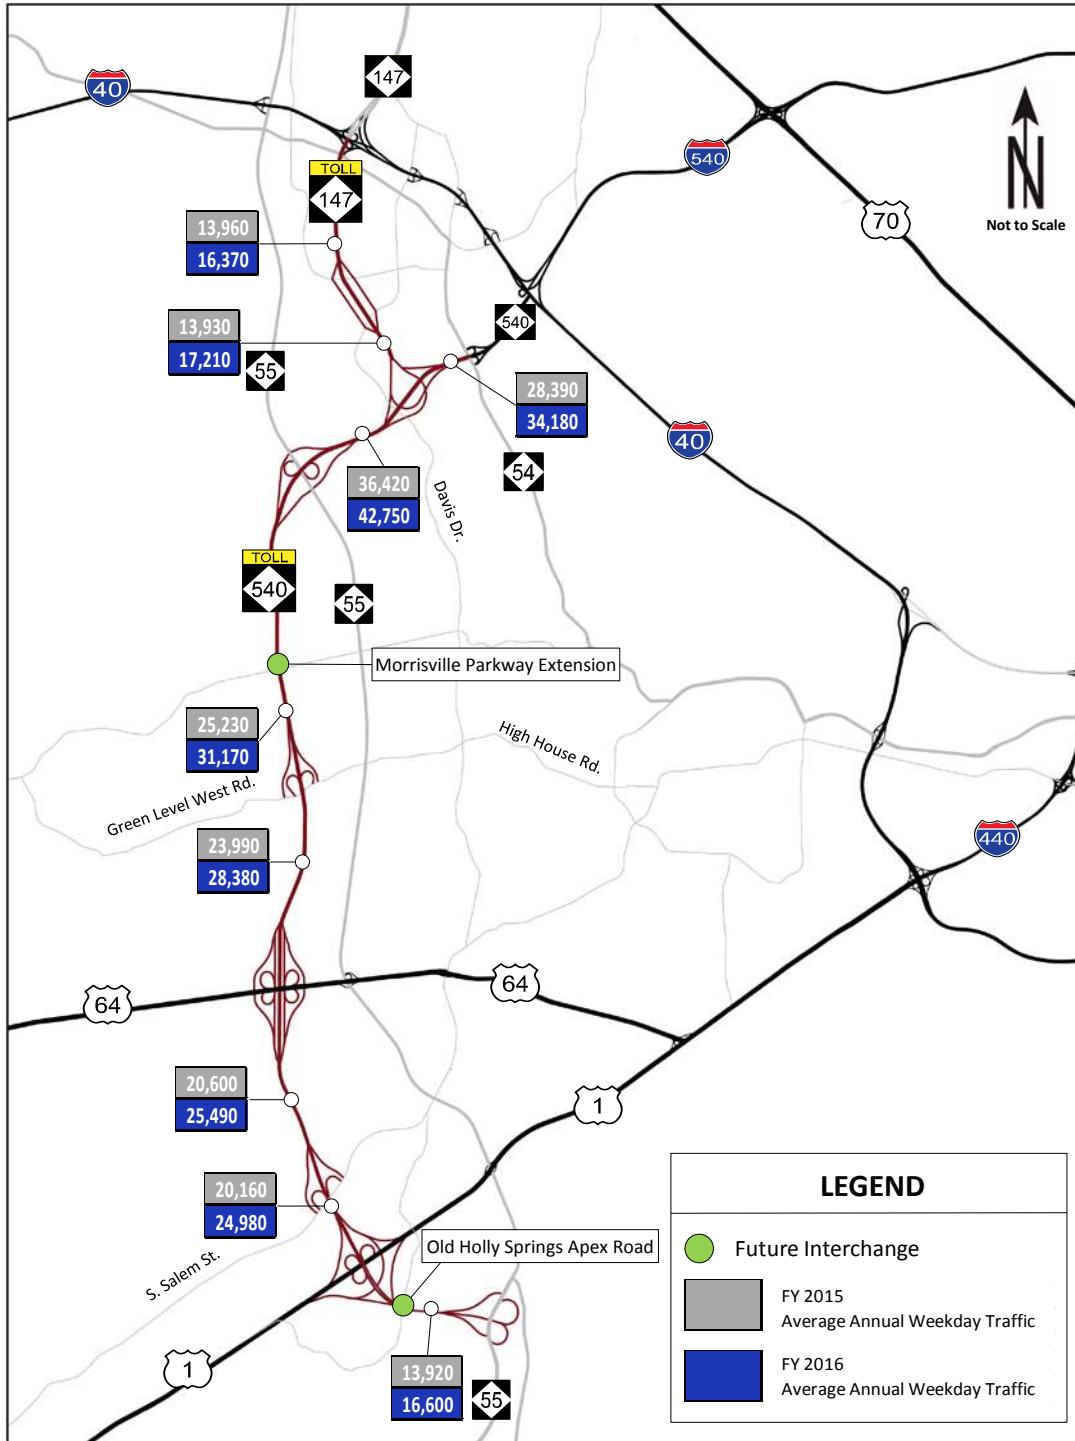 147
40
540
TOLL
147
70
Not to Scale
13,960
16,370
540
13,930
17,210
55
28,390
34,180
40
54
36,420
42,750
Davis Dr.
TOLL
540
55
Morrisville Parkway Extension
25,230
31,170
High House Rd.
Green Level West Rd.
23,990
28,380
440
64
64
20,600
25,490
1
20,160
24,980
Old Holly Springs Apex Road
S. Salem St.
1
13,920
16,600
55
LEGEND
Future Interchange
FY 2015
Average Annual Weekday Traffic
FY 2016
Average Annual Weekday Traffic